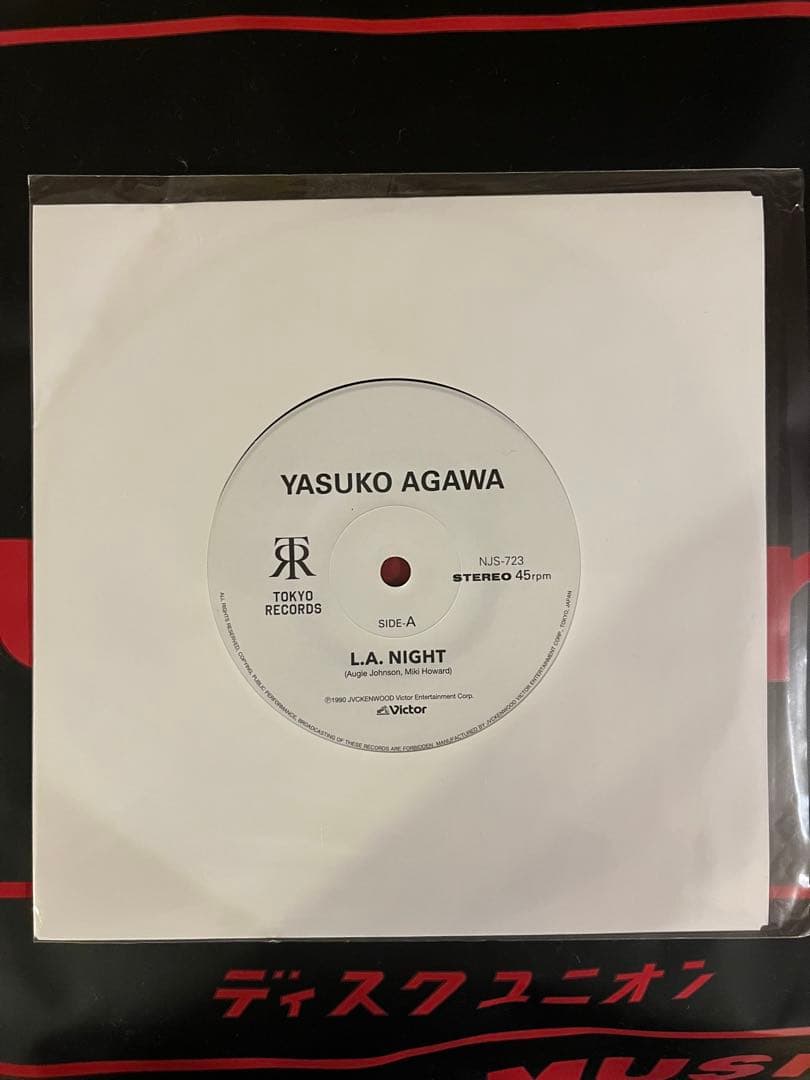 YASUKO AGAWA
TR
TOKYO
RECORDS
NJS-723
STEREO 45rpm
SIDE-A
L.A. NIGHT
(Augie Johnson, Miki Howard)
℗1990 JVCKENWOOD Victor Entertainment Corp.
Victor
ALL RIGHTS RESERVED, COPYING, PUBLIC PERFORMANCE, BROADCASTING OF THESE RECORDS ARE FORBIDDEN. MANUFACTURED BY JVCKENWOOD VICTOR ENTERTAINMENT CORP., TOKYO, JAPAN
ディスクユニオン